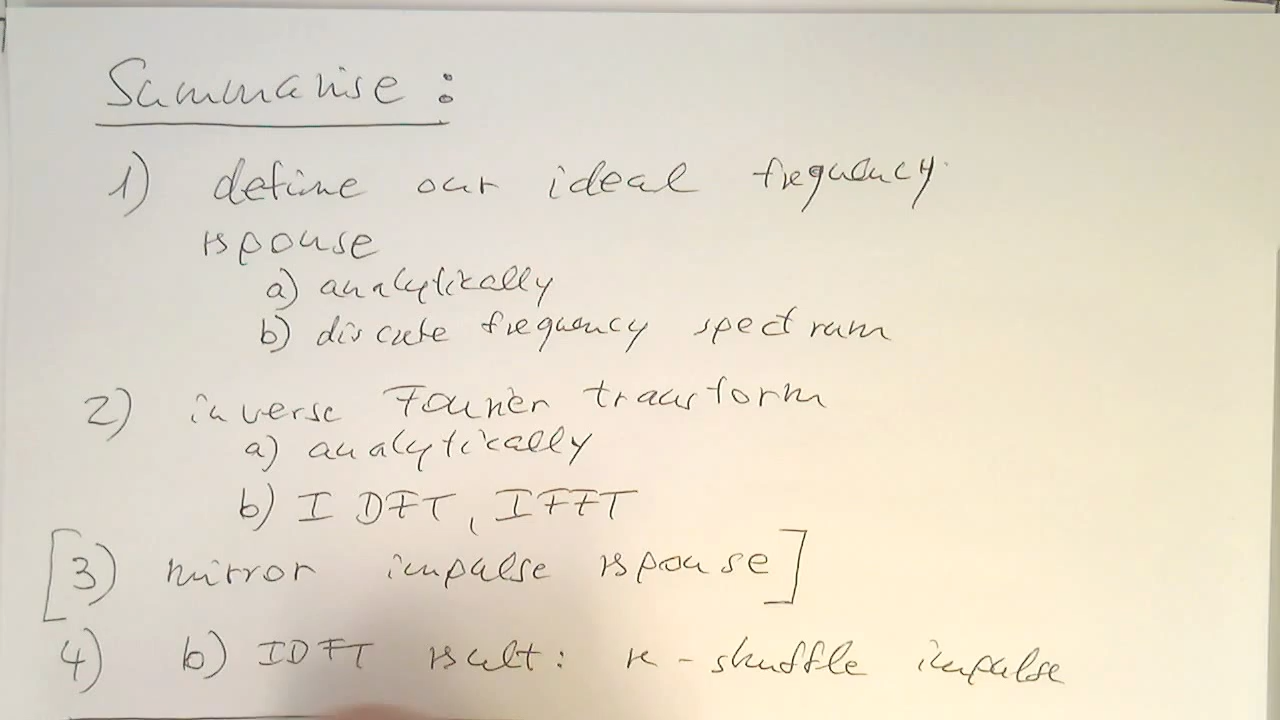 Summarise :
1) define our ideal frequency
response
a) analytically
b) discrete frequency spectrum
2) inverse Fourier transform
a) analytically
b) IDFT, IFFT
[3) mirror impulse response]
4) b) IDFT result: re-shuffle impulse